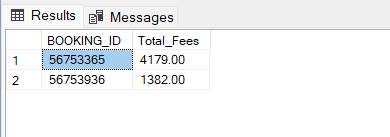 Results Messages
BOOKING_ID Total_Fees
1 56753365 4179.00
2 56753936 1382.00